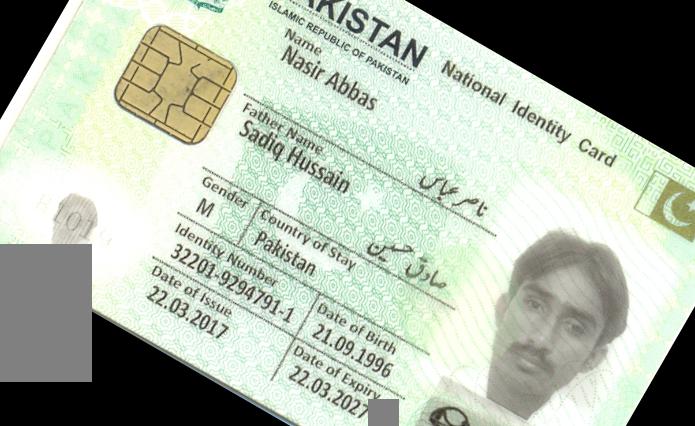 AKISTAN National Identity Card
ISLAMIC REPUBLIC OF PAKISTAN
Name
Nasir Abbas
ناصر عباس
Father Name
Sadiq Hussain
صادق حسین
Gender Country of Stay
M Pakistan
Identity Number Date of Birth
32201-9294791-1 21.09.1996
Date of Issue Date of Expiry
22.03.2017 22.03.2027